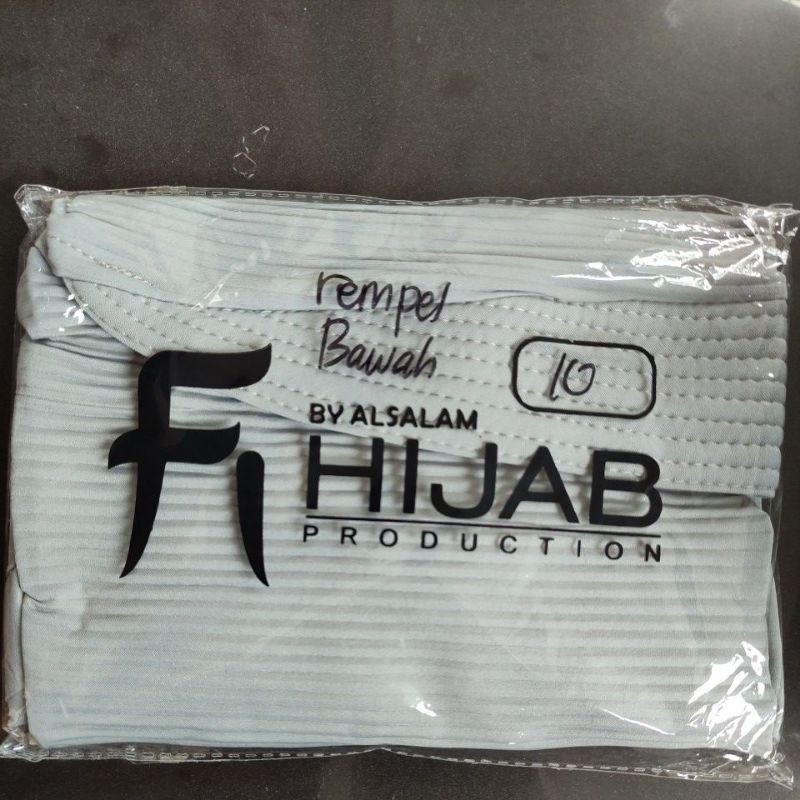 rempel
Bawah
10
BY ALSALAM
Fi HIJAB
PRODUCTION